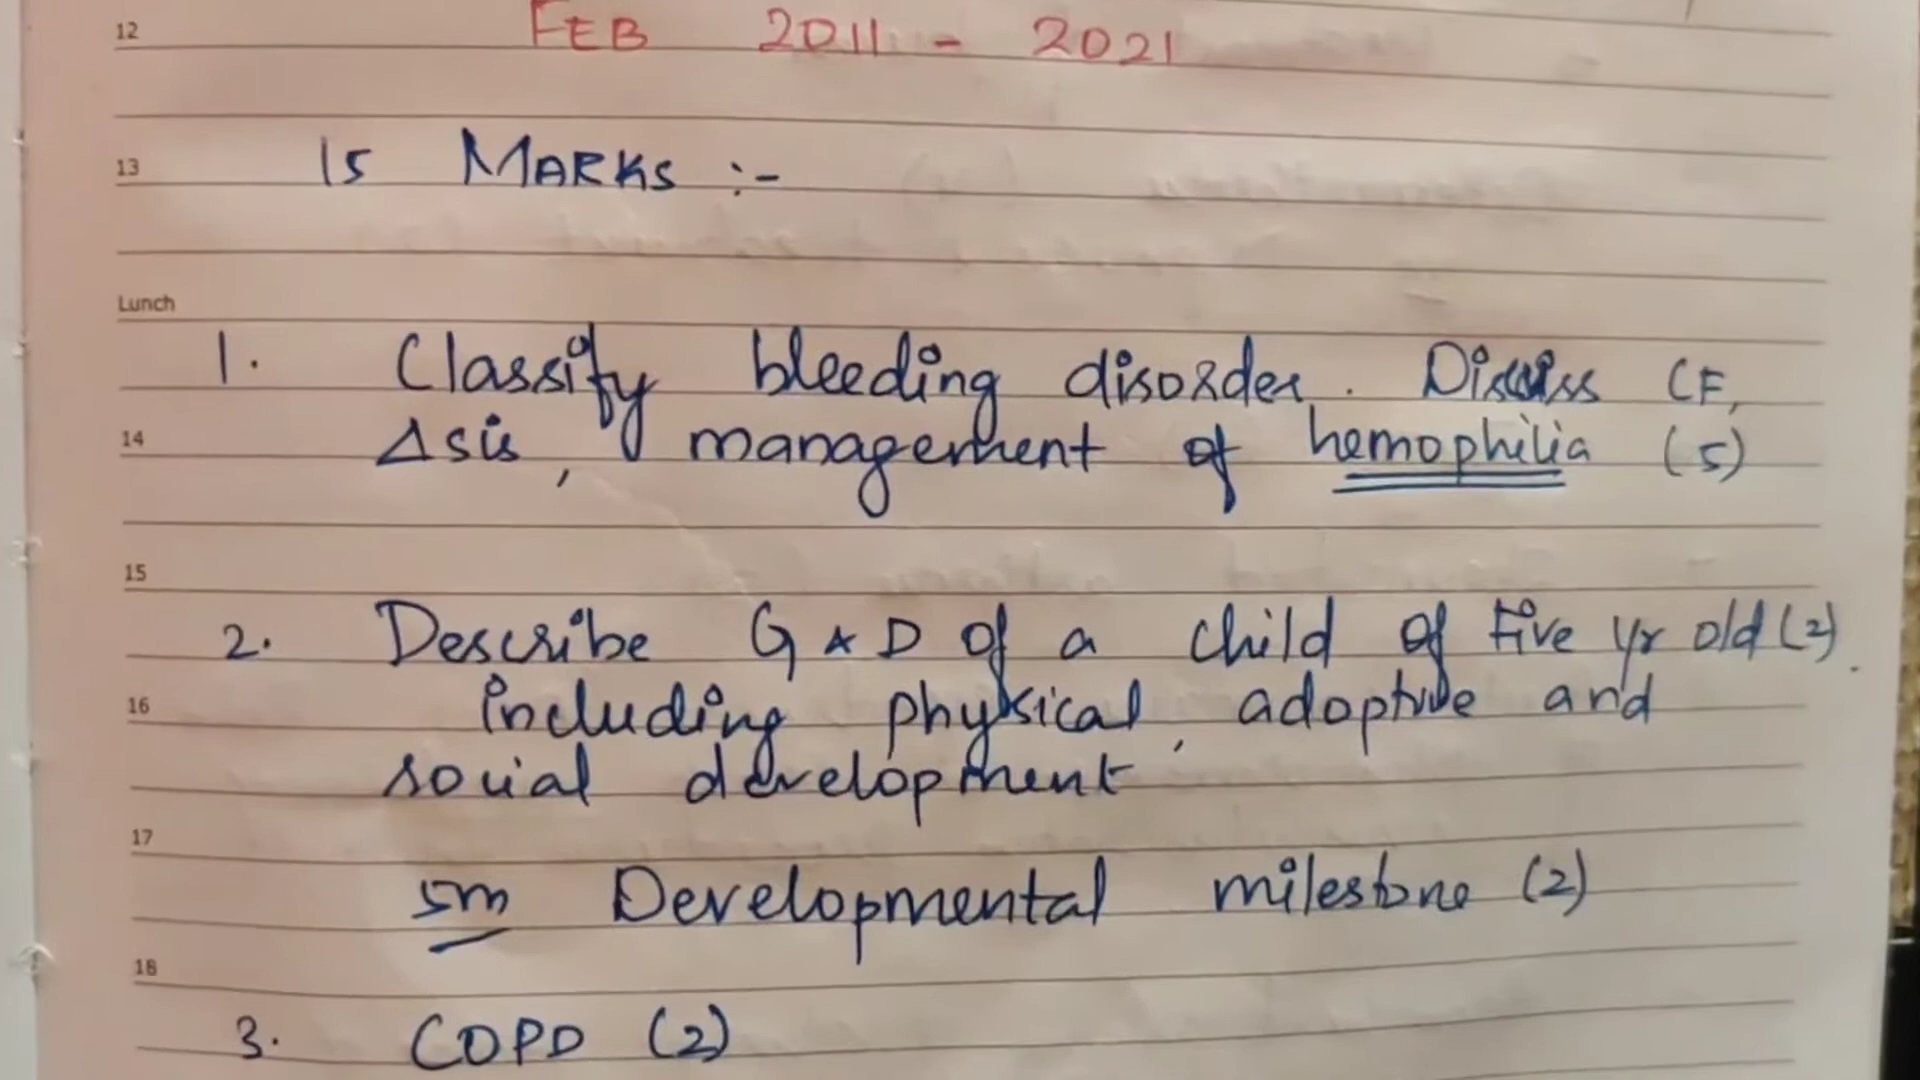 12
FEB 2011 - 2021
13
15 MARKS :-
Lunch
1. Classify bleeding disorder. Discuss CF,
14
Δsis, management of hemophilia (5)
15
2. Describe G & D of a child of five yr old (2).
16
including physical, adoptive and
social development
17
5m Developmental milestone (2)
18
3. COPD (2)